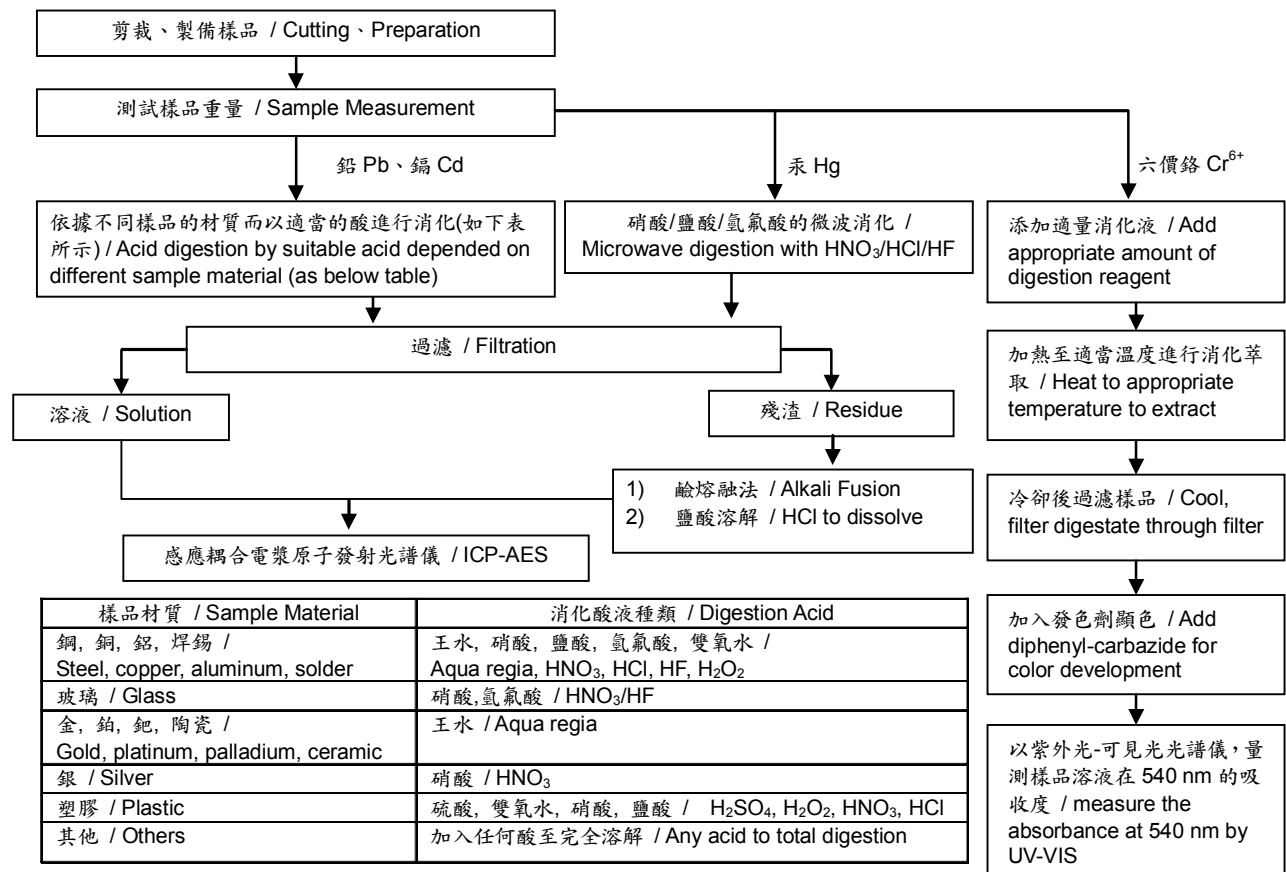 剪裁、製備樣品 / Cutting、Preparation
測試樣品重量 / Sample Measurement
鉛 Pb、鎘 Cd
汞 Hg
六價鉻 Cr⁶⁺
依據不同樣品的材質而以適當的酸進行消化(如下表
所示) / Acid digestion by suitable acid depended on
different sample material (as below table)
硝酸/鹽酸/氫氟酸的微波消化 /
Microwave digestion with HNO₃/HCl/HF
添加適量消化液 / Add
appropriate amount of
digestion reagent
過濾 / Filtration
加熱至適當溫度進行消化萃
取 / Heat to appropriate
temperature to extract
溶液 / Solution
殘渣 / Residue
1) 鹼熔融法 / Alkali Fusion
2) 鹽酸溶解 / HCl to dissolve
冷卻後過濾樣品 / Cool,
filter digestate through filter
感應耦合電漿原子發射光譜儀 / ICP-AES
加入發色劑顯色 / Add
diphenyl-carbazide for
color development
以紫外光-可見光光譜儀，量
測樣品溶液在 540 nm 的吸
收度 / measure the
absorbance at 540 nm by
UV-VIS
樣品材質 / Sample Material 消化酸液種類 / Digestion Acid
鋼, 銅, 鋁, 焊錫 / 王水, 硝酸, 鹽酸, 氫氟酸, 雙氧水 /
Steel, copper, aluminum, solder Aqua regia, HNO₃, HCl, HF, H₂O₂
玻璃 / Glass 硝酸,氫氟酸 / HNO₃/HF
金, 鉑, 鈀, 陶瓷 / 王水 / Aqua regia
Gold, platinum, palladium, ceramic
銀 / Silver 硝酸 / HNO₃
塑膠 / Plastic 硫酸, 雙氧水, 硝酸, 鹽酸 / H₂SO₄, H₂O₂, HNO₃, HCl
其他 / Others 加入任何酸至完全溶解 / Any acid to total digestion